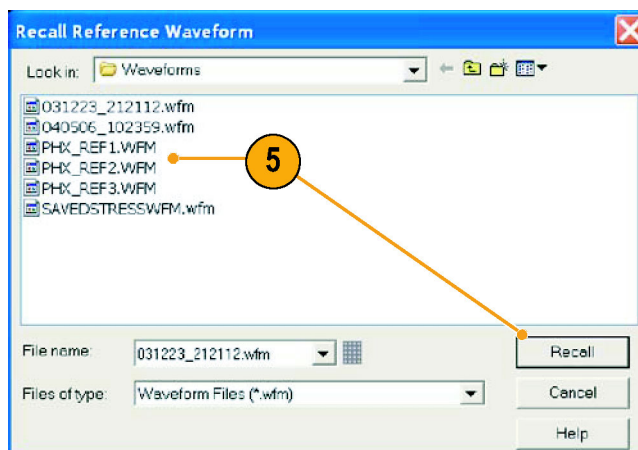 Recall Reference Waveform
Look in: Waveforms
031223_212112.wfm
040506_102359.wfm
PHX_REF1.WFM
PHX_REF2.WFM
PHX_REF3.WFM
SAVEDSTRESSWFM.wfm
5
File name: 031223_212112.wfm Recall
Files of type: Waveform Files (*.wfm) Cancel
Help